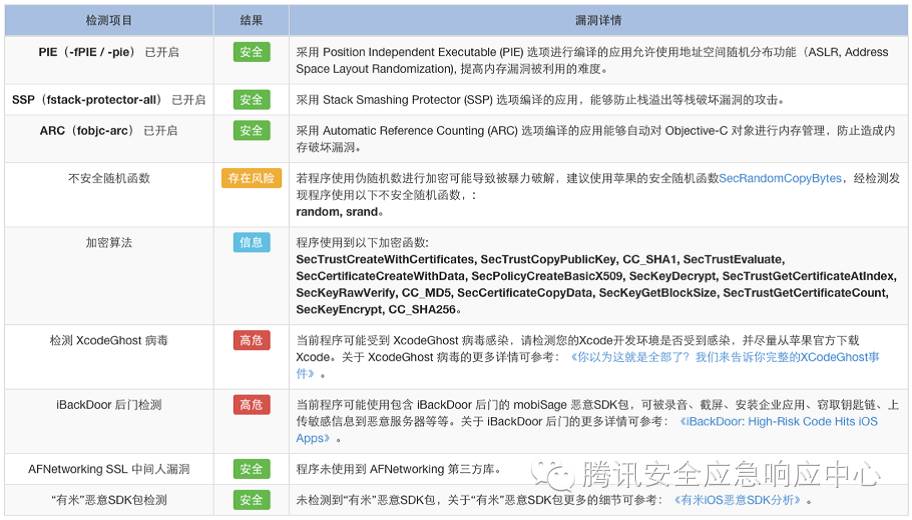 检测项目 结果 漏洞详情
PIE（-fPIE / -pie） 已开启 安全 采用 Position Independent Executable (PIE) 选项进行编译的应用允许使用地址空间随机分布功能（ASLR, Address
Space Layout Randomization), 提高内存漏洞被利用的难度。
SSP（fstack-protector-all） 已开启 安全 采用 Stack Smashing Protector (SSP) 选项编译的应用，能够防止栈溢出等栈破坏漏洞的攻击。
ARC（fobjc-arc） 已开启 安全 采用 Automatic Reference Counting (ARC) 选项编译的应用能够自动对 Objective-C 对象进行内存管理，防止造成内
存破坏漏洞。
不安全随机函数 存在风险 若程序使用伪随机数进行加密可能导致被暴力破解，建议使用苹果的安全随机函数SecRandomCopyBytes，经检测发
现程序使用以下不安全随机函数，:
random, srand。
加密算法 信息 程序使用到以下加密函数:
SecTrustCreateWithCertificates, SecTrustCopyPublicKey, CC_SHA1, SecTrustEvaluate,
SecCertificateCreateWithData, SecPolicyCreateBasicX509, SecKeyDecrypt, SecTrustGetCertificateAtIndex,
SecKeyRawVerify, CC_MD5, SecCertificateCopyData, SecKeyGetBlockSize, SecTrustGetCertificateCount,
SecKeyEncrypt, CC_SHA256。
检测 XcodeGhost 病毒 高危 当前程序可能受到 XcodeGhost 病毒感染，请检测您的Xcode开发环境是否受到感染，并尽量从苹果官方下载
Xcode。关于 XcodeGhost 病毒的更多详情可参考：《你以为这就是全部了？我们来告诉你完整的XCodeGhost事
件》。
iBackDoor 后门检测 高危 当前程序可能使用包含 iBackDoor 后门的 mobiSage 恶意SDK包，可被录音、截屏、安装企业应用、窃取钥匙链、上
传敏感信息到恶意服务器等等。关于 iBackDoor 后门的更多详情可参考：《iBackDoor: High-Risk Code Hits iOS
Apps》。
AFNetworking SSL 中间人漏洞 安全 程序未使用到 AFNetworking 第三方库。
“有米”恶意SDK包检测 安全 未检测到“有米”恶意SDK包，关于“有米”恶意SDK包更多的细节可参考：《有米iOS恶意SDK分析》。
腾讯安全应急响应中心